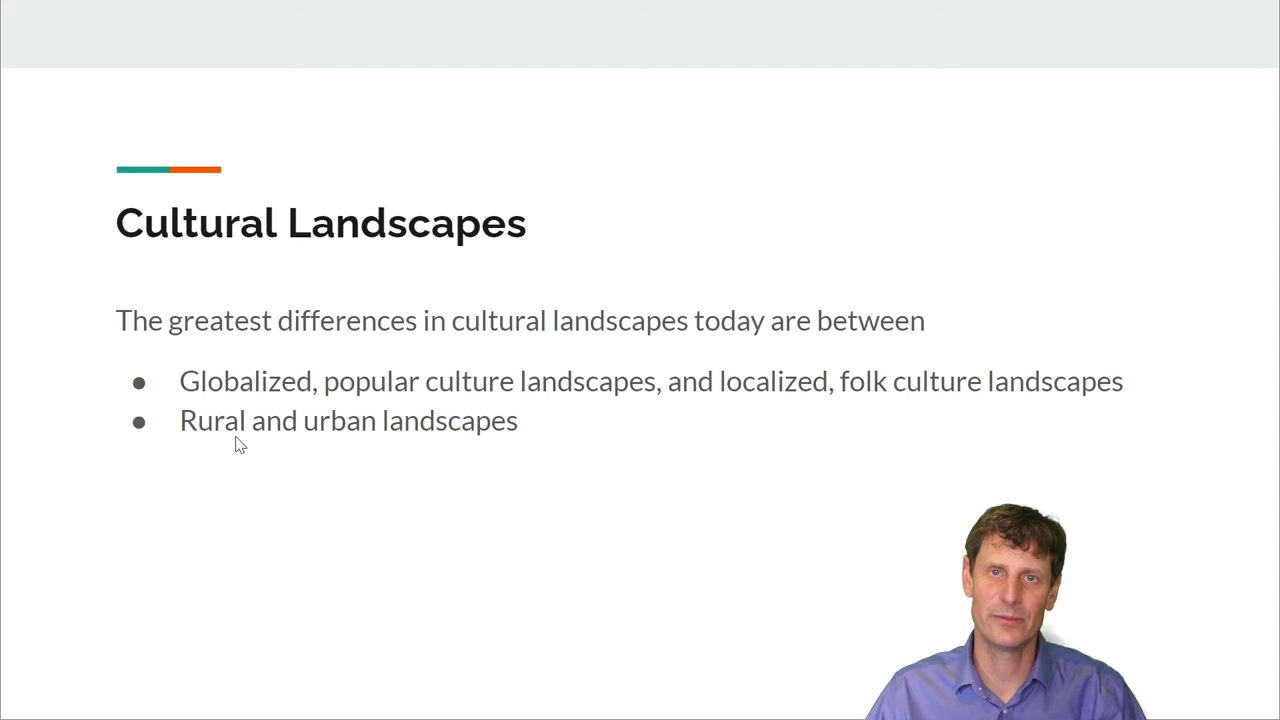 Cultural Landscapes
The greatest differences in cultural landscapes today are between
● Globalized, popular culture landscapes, and localized, folk culture landscapes
● Rural and urban landscapes